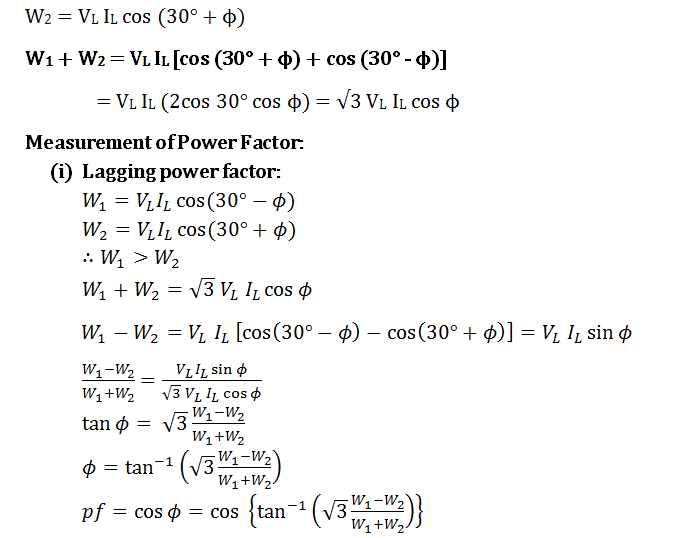 W₂ = V_L I_L cos (30° + ϕ)
W₁ + W₂ = V_L I_L [cos (30° + ϕ) + cos (30° - ϕ)]
= V_L I_L (2cos 30° cos ϕ) = √3 V_L I_L cos ϕ
Measurement of Power Factor:
(i) Lagging power factor:
W₁ = V_L I_L cos(30° − ϕ)
W₂ = V_L I_L cos(30° + ϕ)
∴ W₁ > W₂
W₁ + W₂ = √3 V_L I_L cos ϕ
W₁ − W₂ = V_L I_L [cos(30° − ϕ) − cos(30° + ϕ)] = V_L I_L sin ϕ
(W₁−W₂)/(W₁+W₂) = (V_L I_L sin ϕ)/(√3 V_L I_L cos ϕ)
tan ϕ = √3 (W₁−W₂)/(W₁+W₂)
ϕ = tan⁻¹ (√3 (W₁−W₂)/(W₁+W₂))
pf = cos ϕ = cos {tan⁻¹ (√3 (W₁−W₂)/(W₁+W₂))}